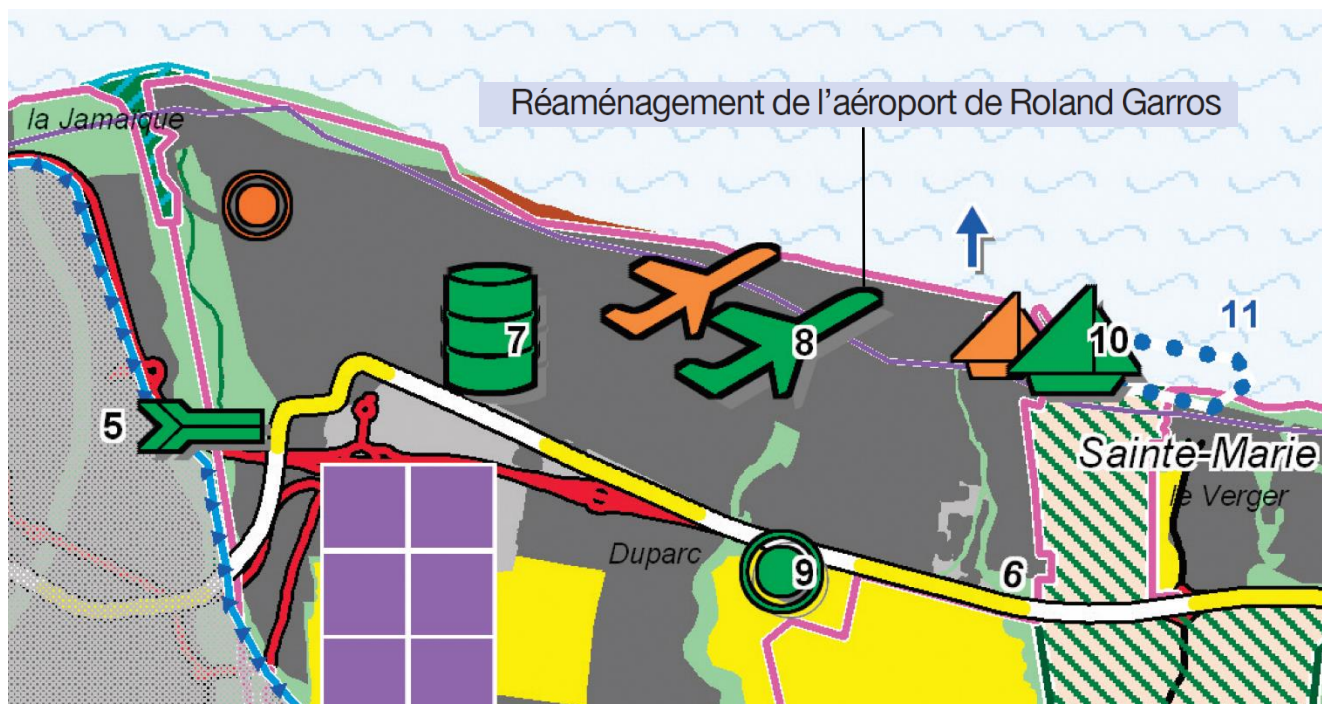 Réaménagement de l'aéroport de Roland Garros
la Jamaïque
11
7
8
10
5
Sainte-Marie
le Verger
Duparc
9
6